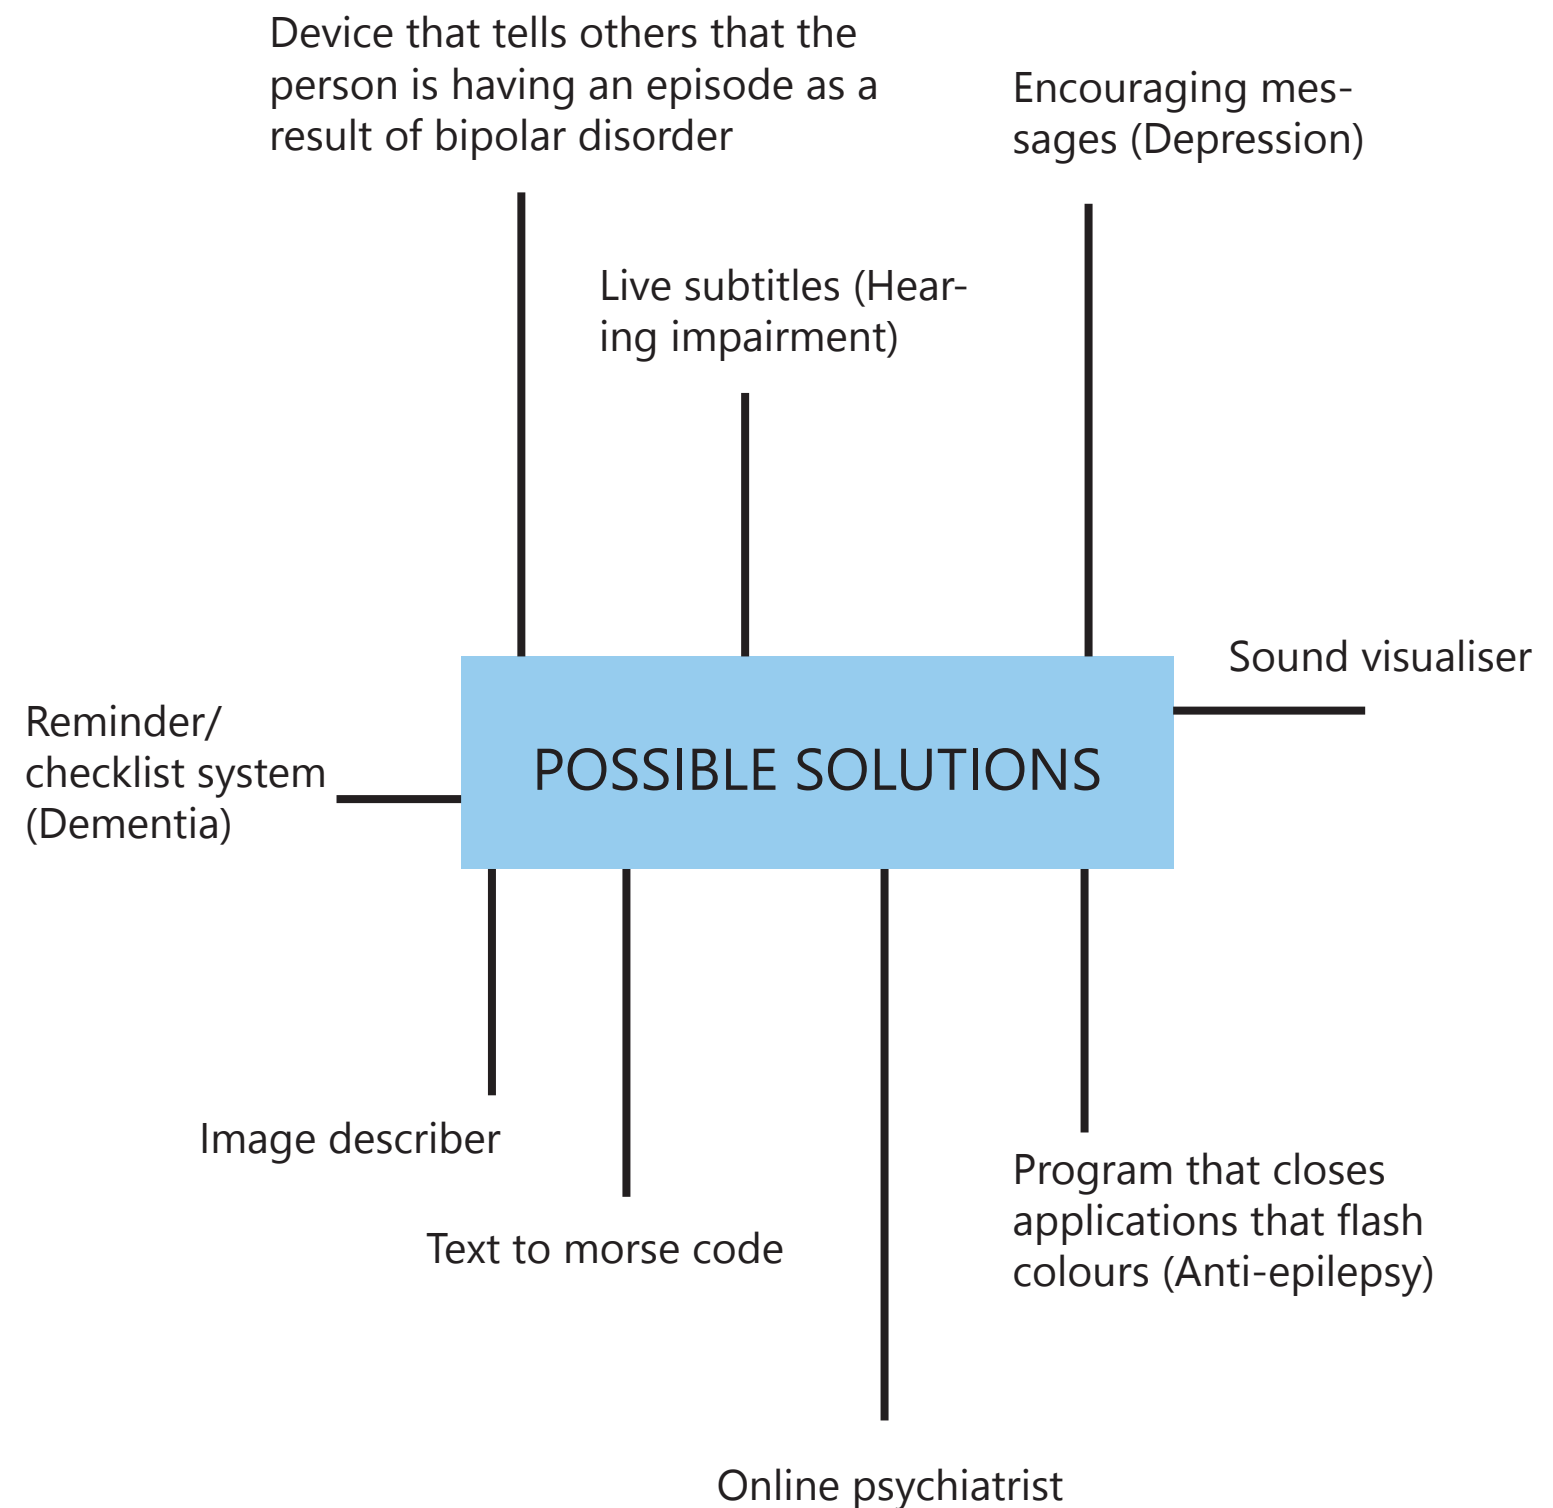 Device that tells others that the
person is having an episode as a
result of bipolar disorder
Encouraging mes-
sages (Depression)
Live subtitles (Hear-
ing impairment)
Sound visualiser
Reminder/
checklist system
(Dementia)
POSSIBLE SOLUTIONS
Image describer
Text to morse code
Program that closes
applications that flash
colours (Anti-epilepsy)
Online psychiatrist